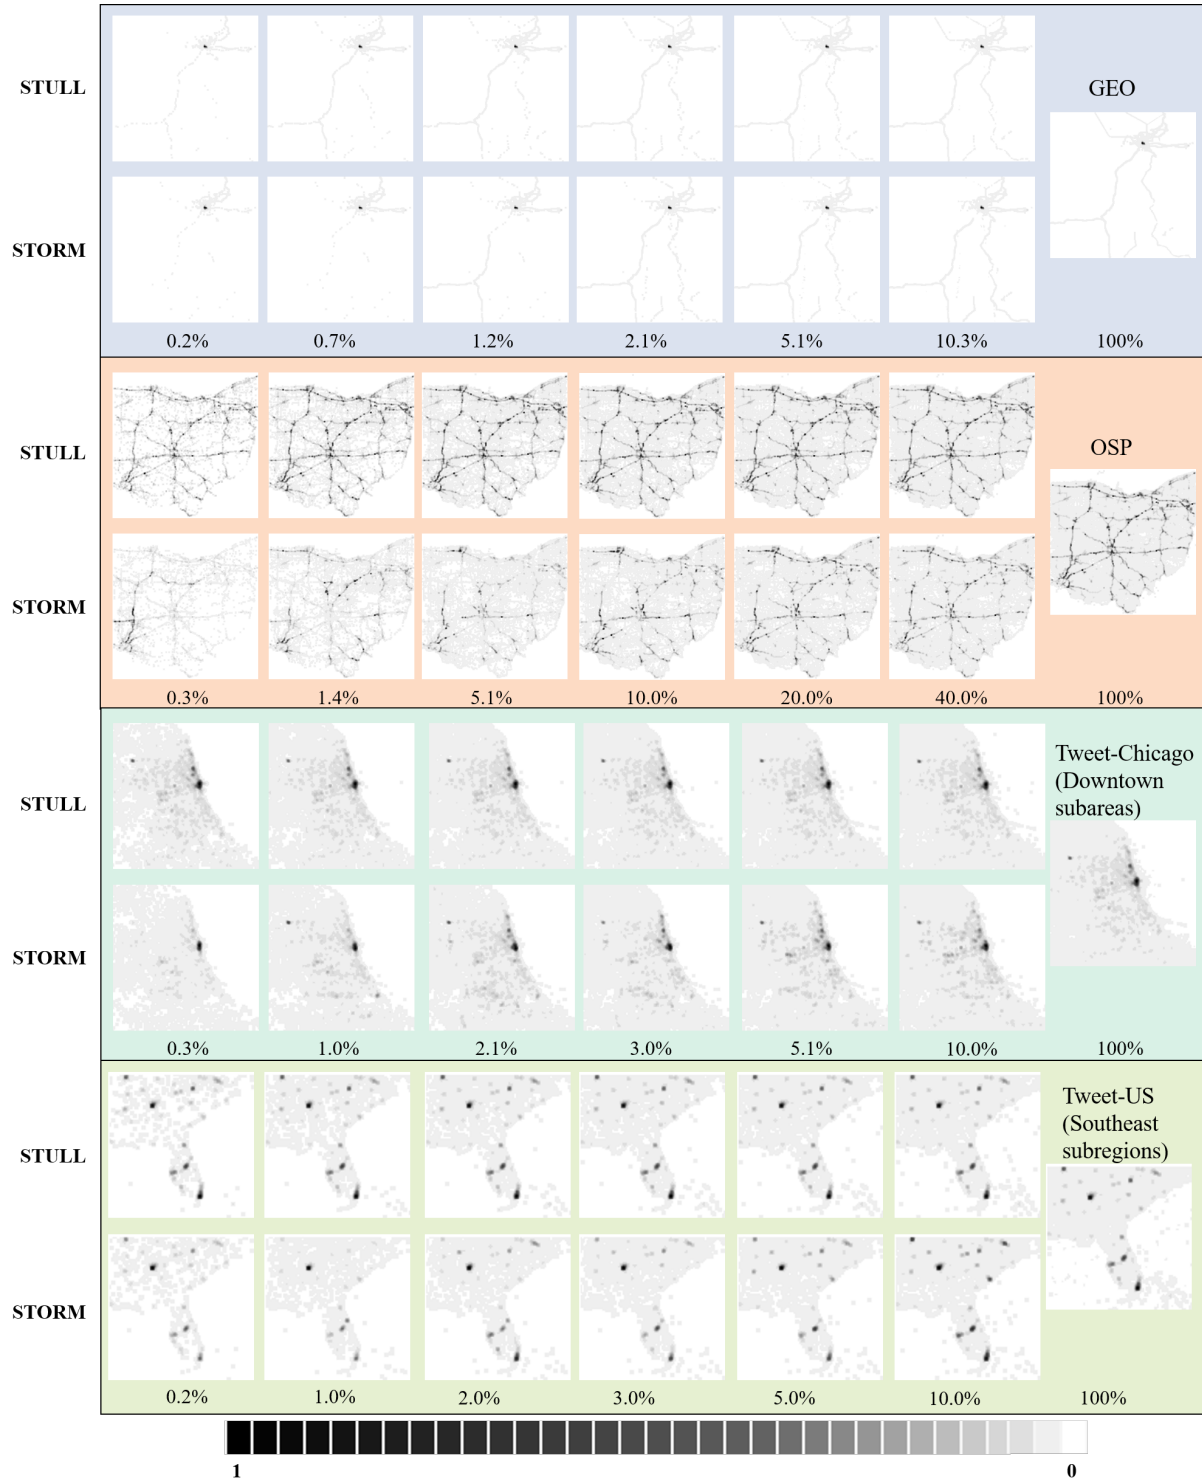 STULL
GEO
STORM
0.2% 0.7% 1.2% 2.1% 5.1% 10.3% 100%
STULL
OSP
STORM
0.3% 1.4% 5.1% 10.0% 20.0% 40.0% 100%
STULL
Tweet-Chicago
(Downtown
subareas)
STORM
0.3% 1.0% 2.1% 3.0% 5.1% 10.0% 100%
STULL
Tweet-US
(Southeast
subregions)
STORM
0.2% 1.0% 2.0% 3.0% 5.0% 10.0% 100%
1 0